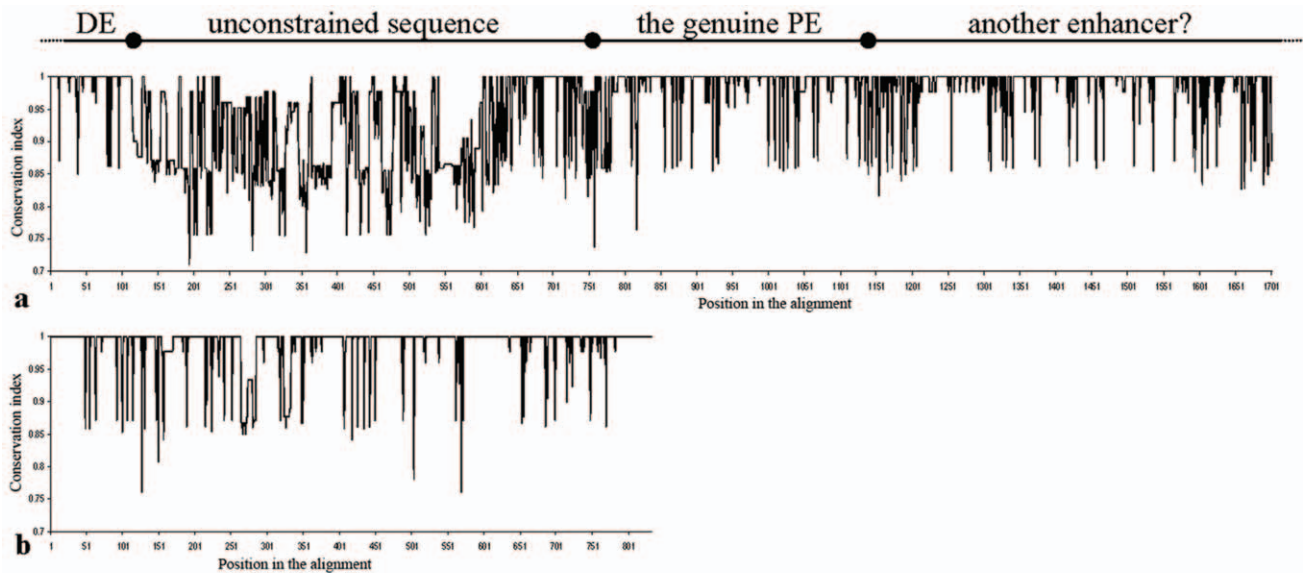 DE unconstrained sequence the genuine PE another enhancer?
Conservation index
1
0.95
0.9
0.85
0.8
0.75
0.7
1 51 101 151 201 251 301 351 401 451 501 551 601 651 701 751 801 851 901 951 1001 1051 1101 1151 1201 1251 1301 1351 1401 1451 1501 1551 1601 1651 1701
Position in the alignment
a
Conservation index
1
0.95
0.9
0.85
0.8
0.75
0.7
1 51 101 151 201 251 301 351 401 451 501 551 601 651 701 751 801
Position in the alignment
b